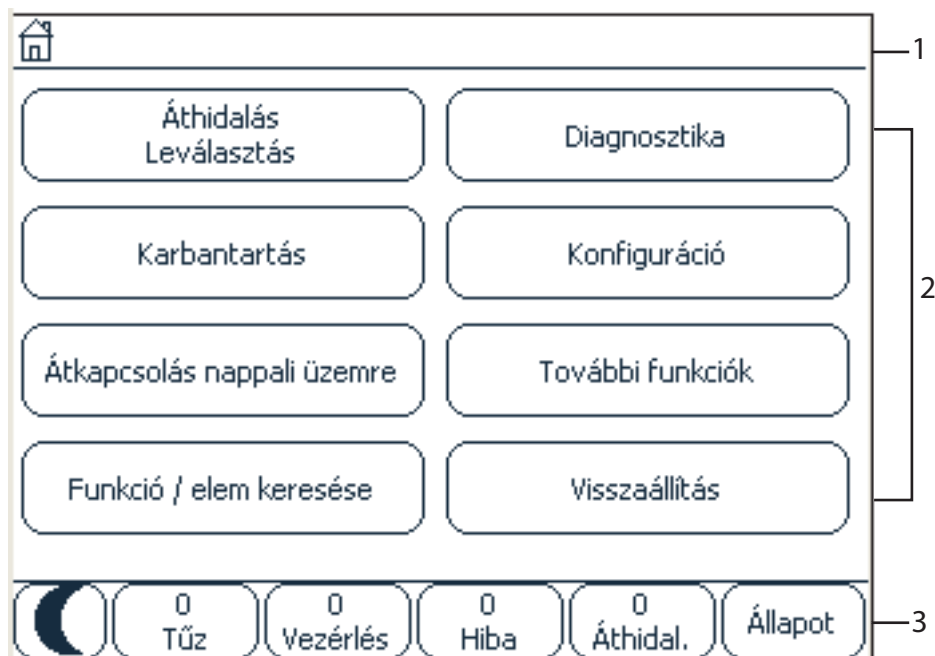 1
Áthidalás
Leválasztás
Diagnosztika
Karbantartás
Konfiguráció
2
Átkapcsolás nappali üzemre
További funkciók
Funkció / elem keresése
Visszaállítás
0
Tűz
0
Vezérlés
0
Hiba
0
Áthidal.
Állapot
3